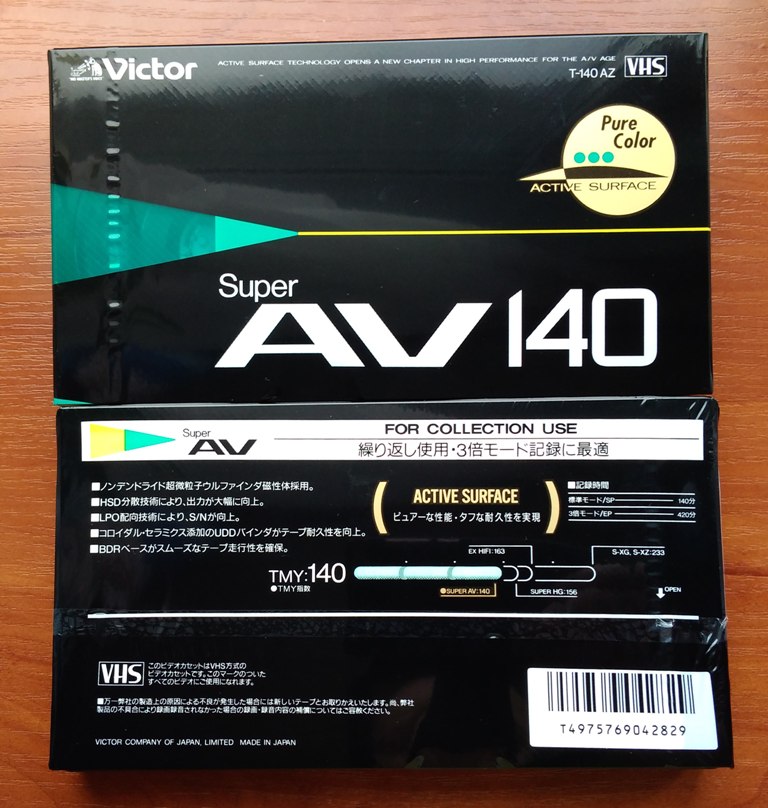 "HIS MASTER'S VOICE"
Victor
ACTIVE SURFACE TECHNOLOGY OPENS A NEW CHAPTER IN HIGH PERFORMANCE FOR THE A/V AGE
T-140 AZ
VHS
Pure
Color
ACTIVE SURFACE
Super
AV 140
Super
AV
FOR COLLECTION USE
繰り返し使用・3倍モード記録に最適
■ノンデンドライド超微粒子ウルファインダ磁性体採用。
■HSD分散技術により、出力が大幅に向上。
■LPO配向技術により、S/Nが向上。
■コロイダル・セラミクス添加のUDDバインダがテープ耐久性を向上。
■BDRベースがスムーズなテープ走行性を確保。
ACTIVE SURFACE
ピュアーな性能・タフな耐久性を実現
■記録時間
標準モード/SP 140分
3倍モード/EP 420分
EX HIFI:163
S-XG, S-XZ:233
TMY:140
●TMY指数
●SUPER AV:140
SUPER HG:156
OPEN
VHS
このビデオカセットはVHS方式の
ビデオカセットです。このマークのついた
すべてのビデオにご使用になれます。
■万一弊社の製造上の原因による不良が発生した場合には新しいテープとお取りかえいたします。尚、弊社
製品の不具合により録画録音されなかった場合の録画・録音内容の補償についてはご容赦ください。
VICTOR COMPANY OF JAPAN, LIMITED MADE IN JAPAN
T4975769042829